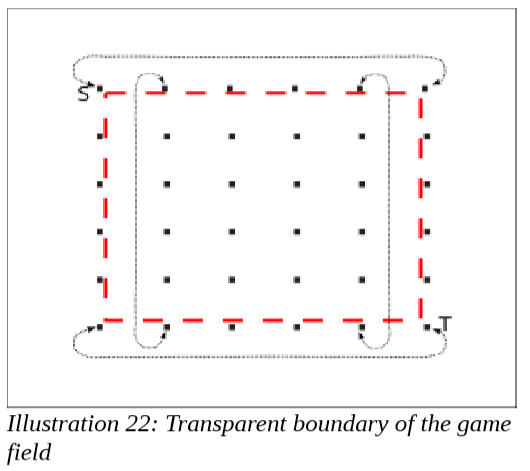 S
T
Illustration 22: Transparent boundary of the game
field